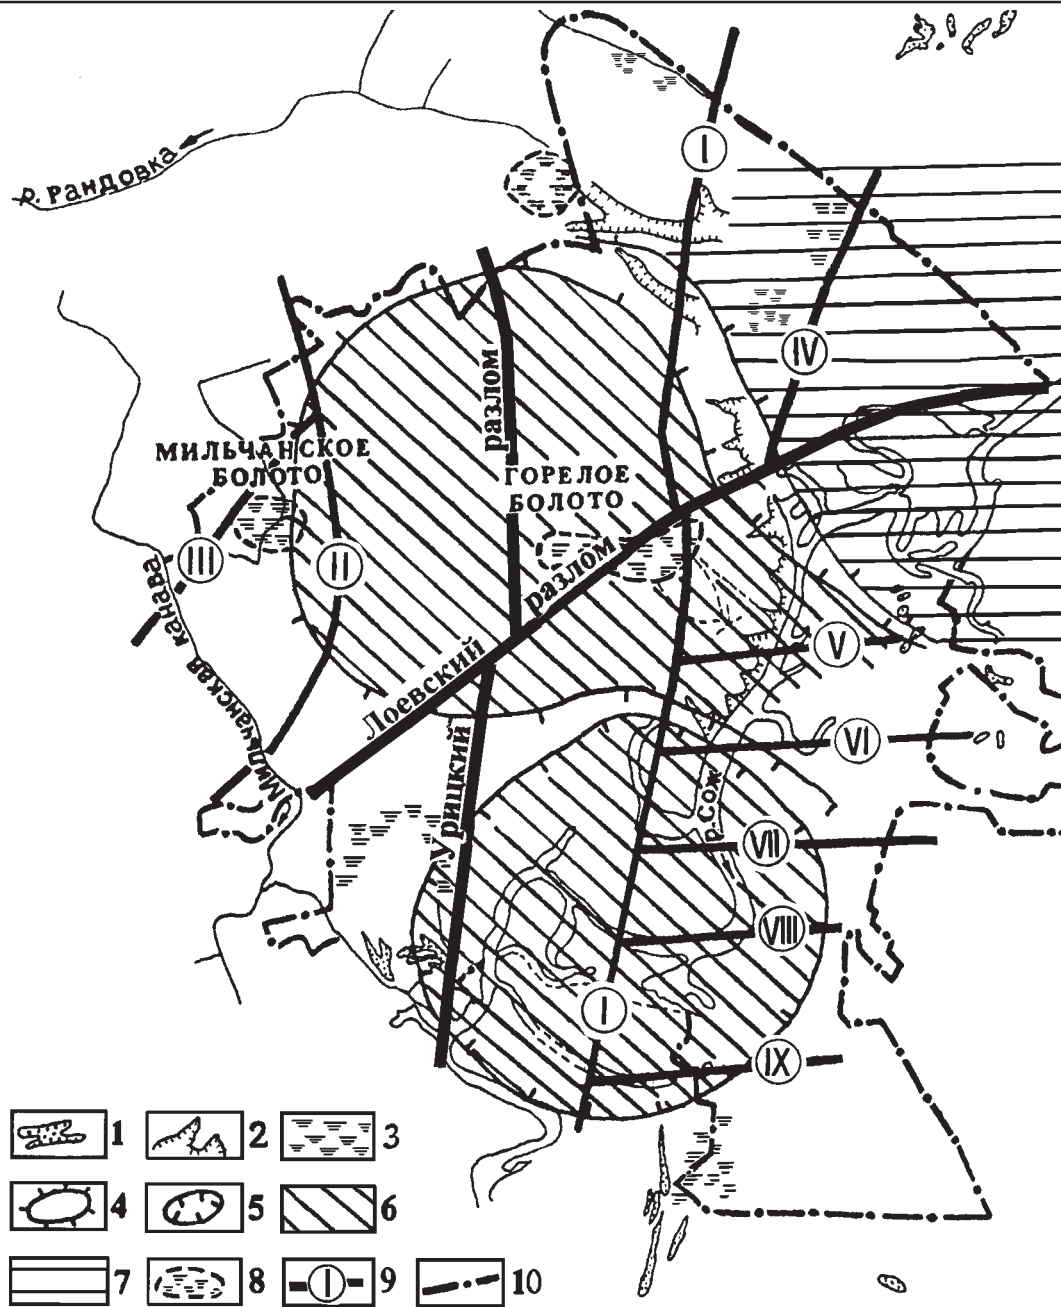 I
р. Рандовка
IV
разлом
МИЛЬЧАНСКОЕ
БОЛОТО
ГОРЕЛОЕ
БОЛОТО
III
II
разлом
Мильчанская канава
Лоевский
V
Урицкий
VI
р. Сож
VII
VIII
I
IX
1 2 3
4 5 6
7 8 I 9 10